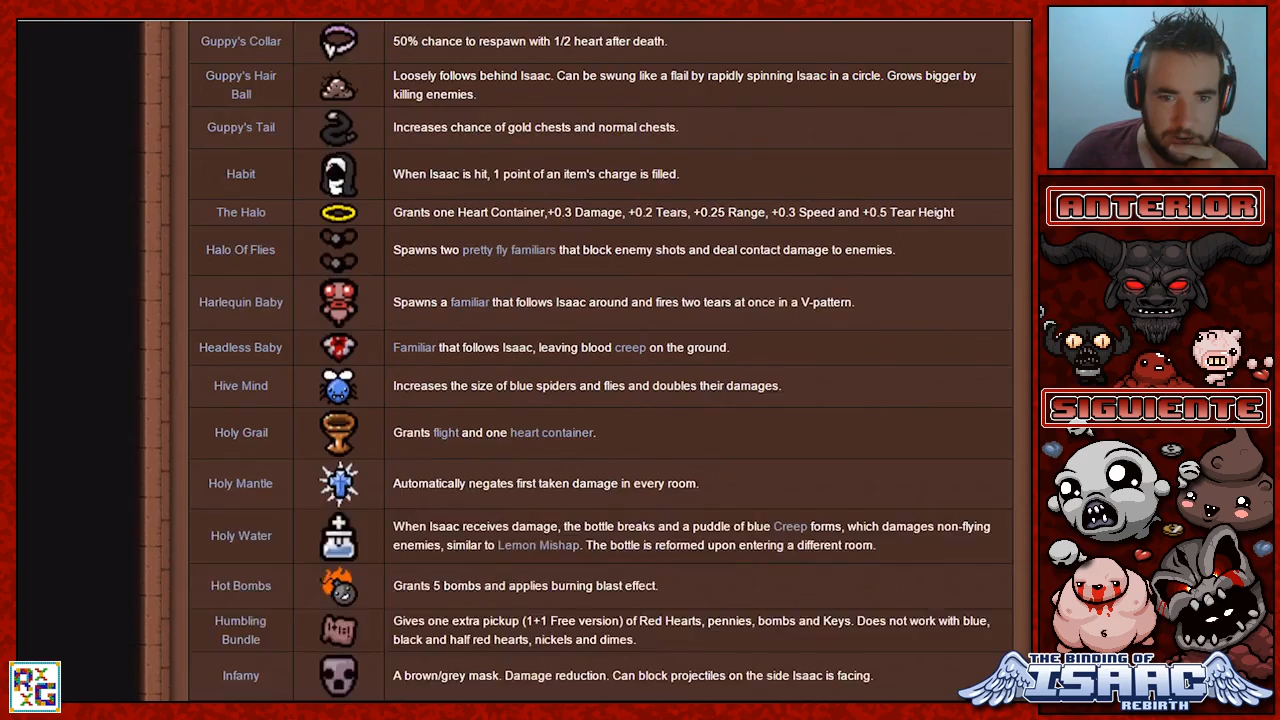 Guppy's Collar
50% chance to respawn with 1/2 heart after death.
Guppy's Hair
Ball
Loosely follows behind Isaac. Can be swung like a flail by rapidly spinning Isaac in a circle. Grows bigger by
killing enemies.
Guppy's Tail
Increases chance of gold chests and normal chests.
Habit
When Isaac is hit, 1 point of an item's charge is filled.
The Halo
Grants one Heart Container,+0.3 Damage, +0.2 Tears, +0.25 Range, +0.3 Speed and +0.5 Tear Height
Halo Of Flies
Spawns two pretty fly familiars that block enemy shots and deal contact damage to enemies.
Harlequin Baby
Spawns a familiar that follows Isaac around and fires two tears at once in a V-pattern.
Headless Baby
Familiar that follows Isaac, leaving blood creep on the ground.
Hive Mind
Increases the size of blue spiders and flies and doubles their damages.
Holy Grail
Grants flight and one heart container.
Holy Mantle
Automatically negates first taken damage in every room.
Holy Water
When Isaac receives damage, the bottle breaks and a puddle of blue Creep forms, which damages non-flying
enemies, similar to Lemon Mishap. The bottle is reformed upon entering a different room.
Hot Bombs
Grants 5 bombs and applies burning blast effect.
Humbling
Bundle
Gives one extra pickup (1+1 Free version) of Red Hearts, pennies, bombs and Keys. Does not work with blue,
black and half red hearts, nickels and dimes.
Infamy
A brown/grey mask. Damage reduction. Can block projectiles on the side Isaac is facing.
ANTERIOR
SIGUIENTE
THE BINDING OF
ISAAC
REBIRTH
RxxG